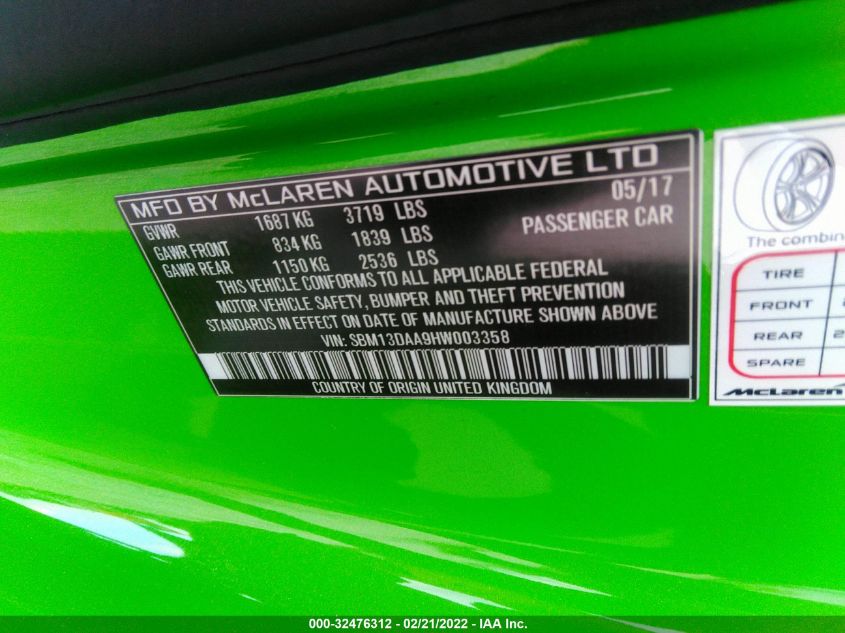 MFD BY McLAREN AUTOMOTIVE LTD
05/17
GVWR 1687 KG 3719 LBS
PASSENGER CAR
GAWR FRONT 834 KG 1839 LBS
GAWR REAR 1150 KG 2536 LBS
THIS VEHICLE CONFORMS TO ALL APPLICABLE FEDERAL
MOTOR VEHICLE SAFETY, BUMPER AND THEFT PREVENTION
STANDARDS IN EFFECT ON DATE OF MANUFACTURE SHOWN ABOVE
VIN: SBM13DAA9HW003358
COUNTRY OF ORIGIN UNITED KINGDOM
The combin
TIRE
FRONT
REAR 2
SPARE
McLaren
000-32476312 - 02/21/2022 - IAA Inc.